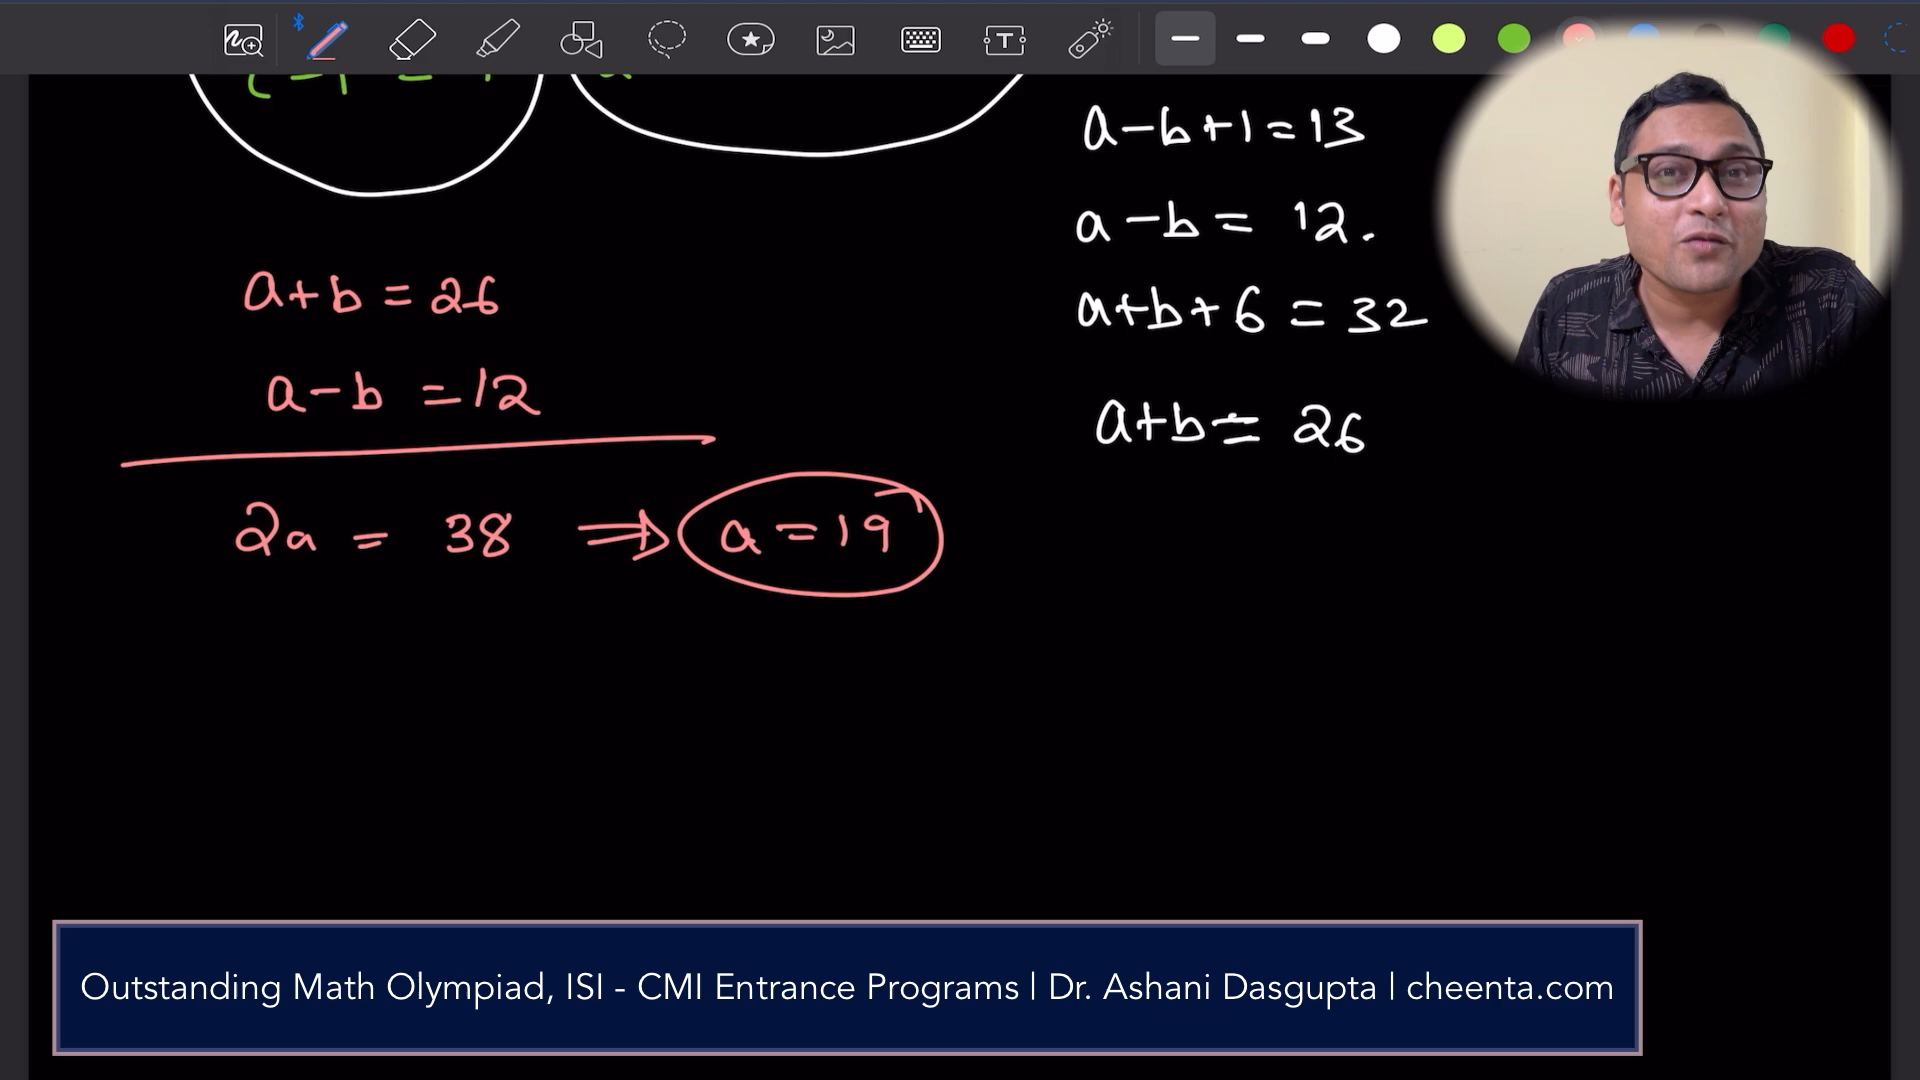 a-b+1=13
a-b= 12.
a+b+6=32
a+b= 26
a+b=26
a-b =12
2a = 38 ⇒ a=19
Outstanding Math Olympiad, ISI - CMI Entrance Programs | Dr. Ashani Dasgupta | cheenta.com